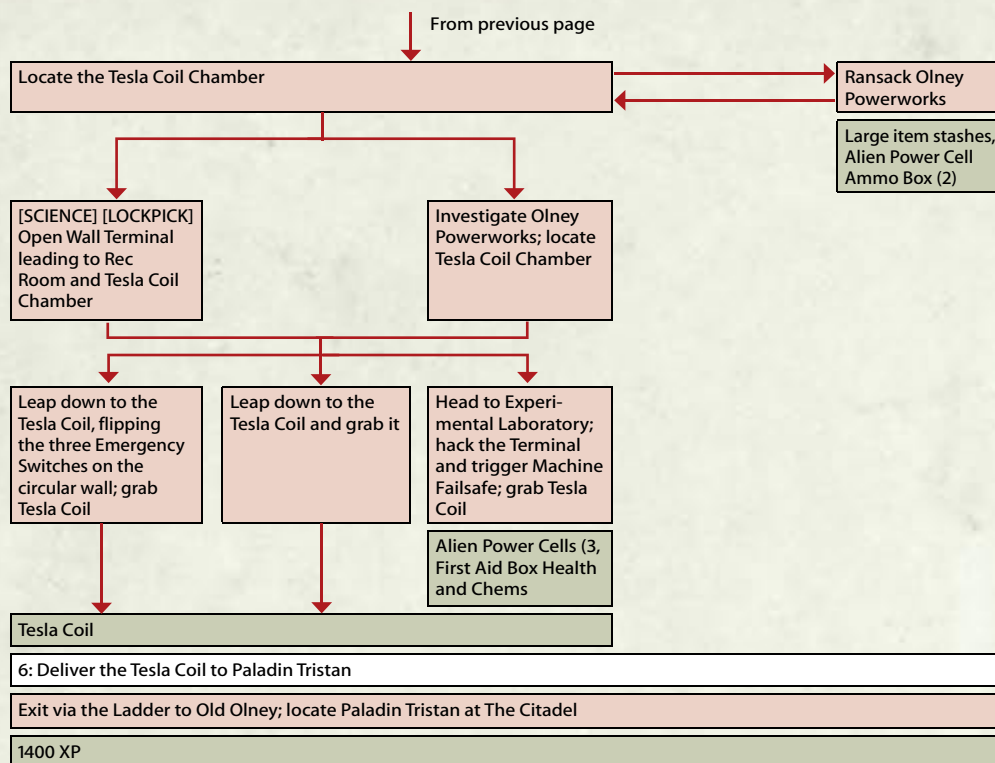 From previous page
Locate the Tesla Coil Chamber
Ransack Olney
Powerworks
Large item stashes,
Alien Power Cell
Ammo Box (2)
[SCIENCE] [LOCKPICK]
Open Wall Terminal
leading to Rec
Room and Tesla Coil
Chamber
Investigate Olney
Powerworks; locate
Tesla Coil Chamber
Leap down to the
Tesla Coil, flipping
the three Emergency
Switches on the
circular wall; grab
Tesla Coil
Leap down to the
Tesla Coil and grab it
Head to Experi-
mental Laboratory;
hack the Terminal
and trigger Machine
Failsafe; grab Tesla
Coil
Alien Power Cells (3,
First Aid Box Health
and Chems
Tesla Coil
6: Deliver the Tesla Coil to Paladin Tristan
Exit via the Ladder to Old Olney; locate Paladin Tristan at The Citadel
1400 XP